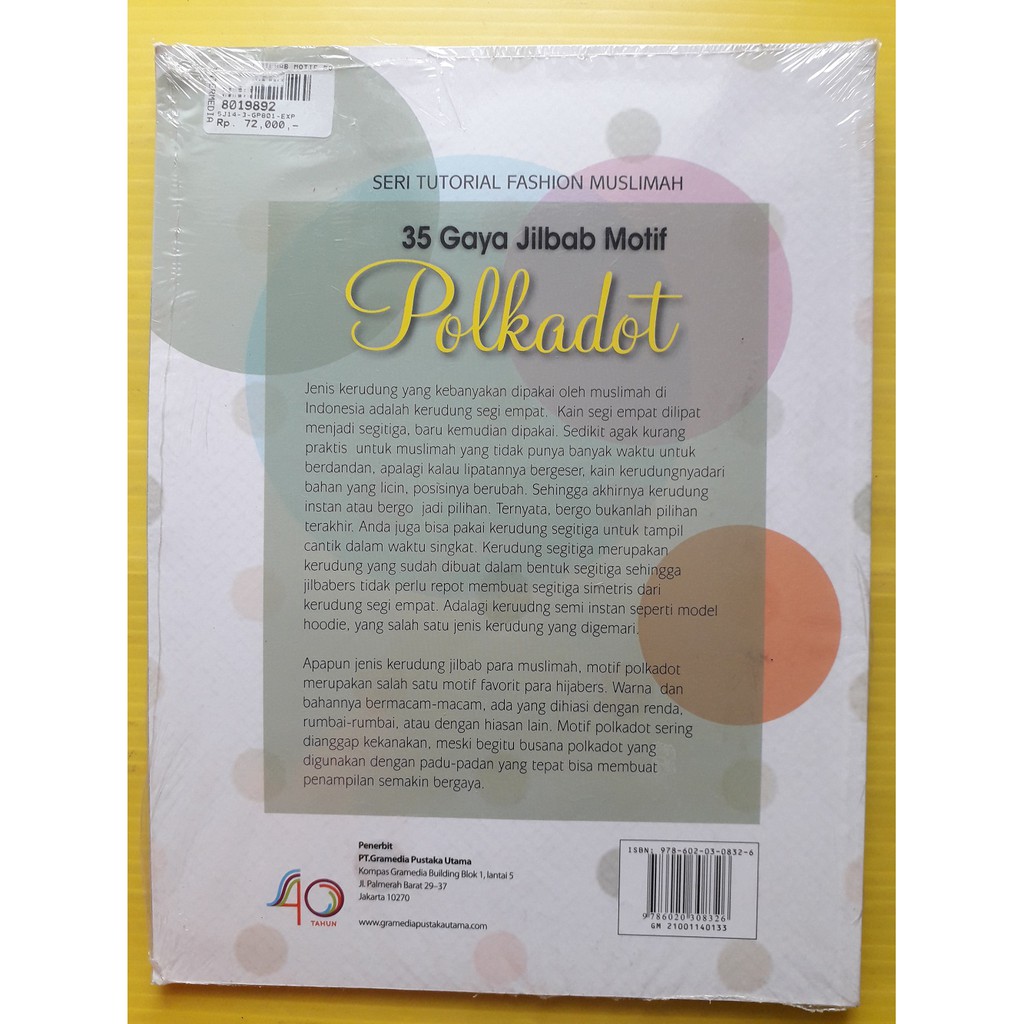 GRAMEDIA
8019892
SJ14-J-GP801-EXP
Rp. 72,000,-
SERI TUTORIAL FASHION MUSLIMAH
35 Gaya Jilbab Motif
Polkadot
Jenis kerudung yang kebanyakan dipakai oleh muslimah di
Indonesia adalah kerudung segi empat. Kain segi empat dilipat
menjadi segitiga, baru kemudian dipakai. Sedikit agak kurang
praktis untuk muslimah yang tidak punya banyak waktu untuk
berdandan, apalagi kalau lipatannya bergeser, kain kerudungnyadari
bahan yang licin, posisinya berubah. Sehingga akhirnya kerudung
instan atau bergo jadi pilihan. Ternyata, bergo bukanlah pilihan
terakhir. Anda juga bisa pakai kerudung segitiga untuk tampil
cantik dalam waktu singkat. Kerudung segitiga merupakan
kerudung yang sudah dibuat dalam bentuk segitiga sehingga
jilbabers tidak perlu repot membuat segitiga simetris dari
kerudung segi empat. Adalagi keruudng semi instan seperti model
hoodie, yang salah satu jenis kerudung yang digemari.
Apapun jenis kerudung jilbab para muslimah, motif polkadot
merupakan salah satu motif favorit para hijabers. Warna dan
bahannya bermacam-macam, ada yang dihiasi dengan renda,
rumbai-rumbai, atau dengan hiasan lain. Motif polkadot sering
dianggap kekanakan, meski begitu busana polkadot yang
digunakan dengan padu-padan yang tepat bisa membuat
penampilan semakin bergaya.
40
TAHUN
Penerbit
PT.Gramedia Pustaka Utama
Kompas Gramedia Building Blok 1, lantai 5
Jl. Palmerah Barat 29–37
Jakarta 10270
www.gramediapustakautama.com
ISBN: 978-602-03-0832-6
9 786020 308326
GM 21001140133